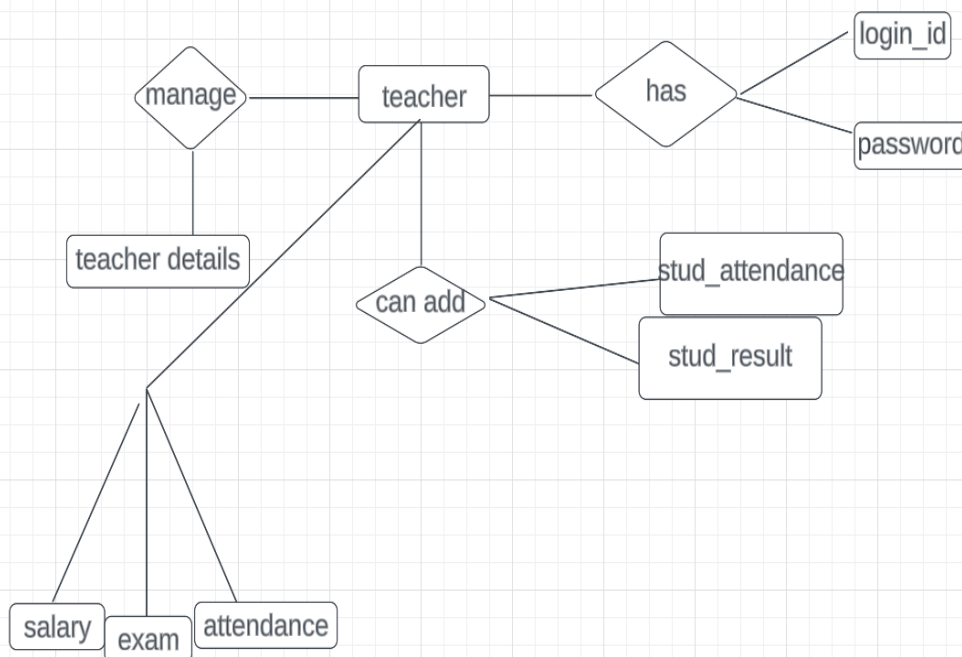 login_id
manage
teacher
has
password
teacher details
can add
stud_attendance
stud_result
salary
exam
attendance